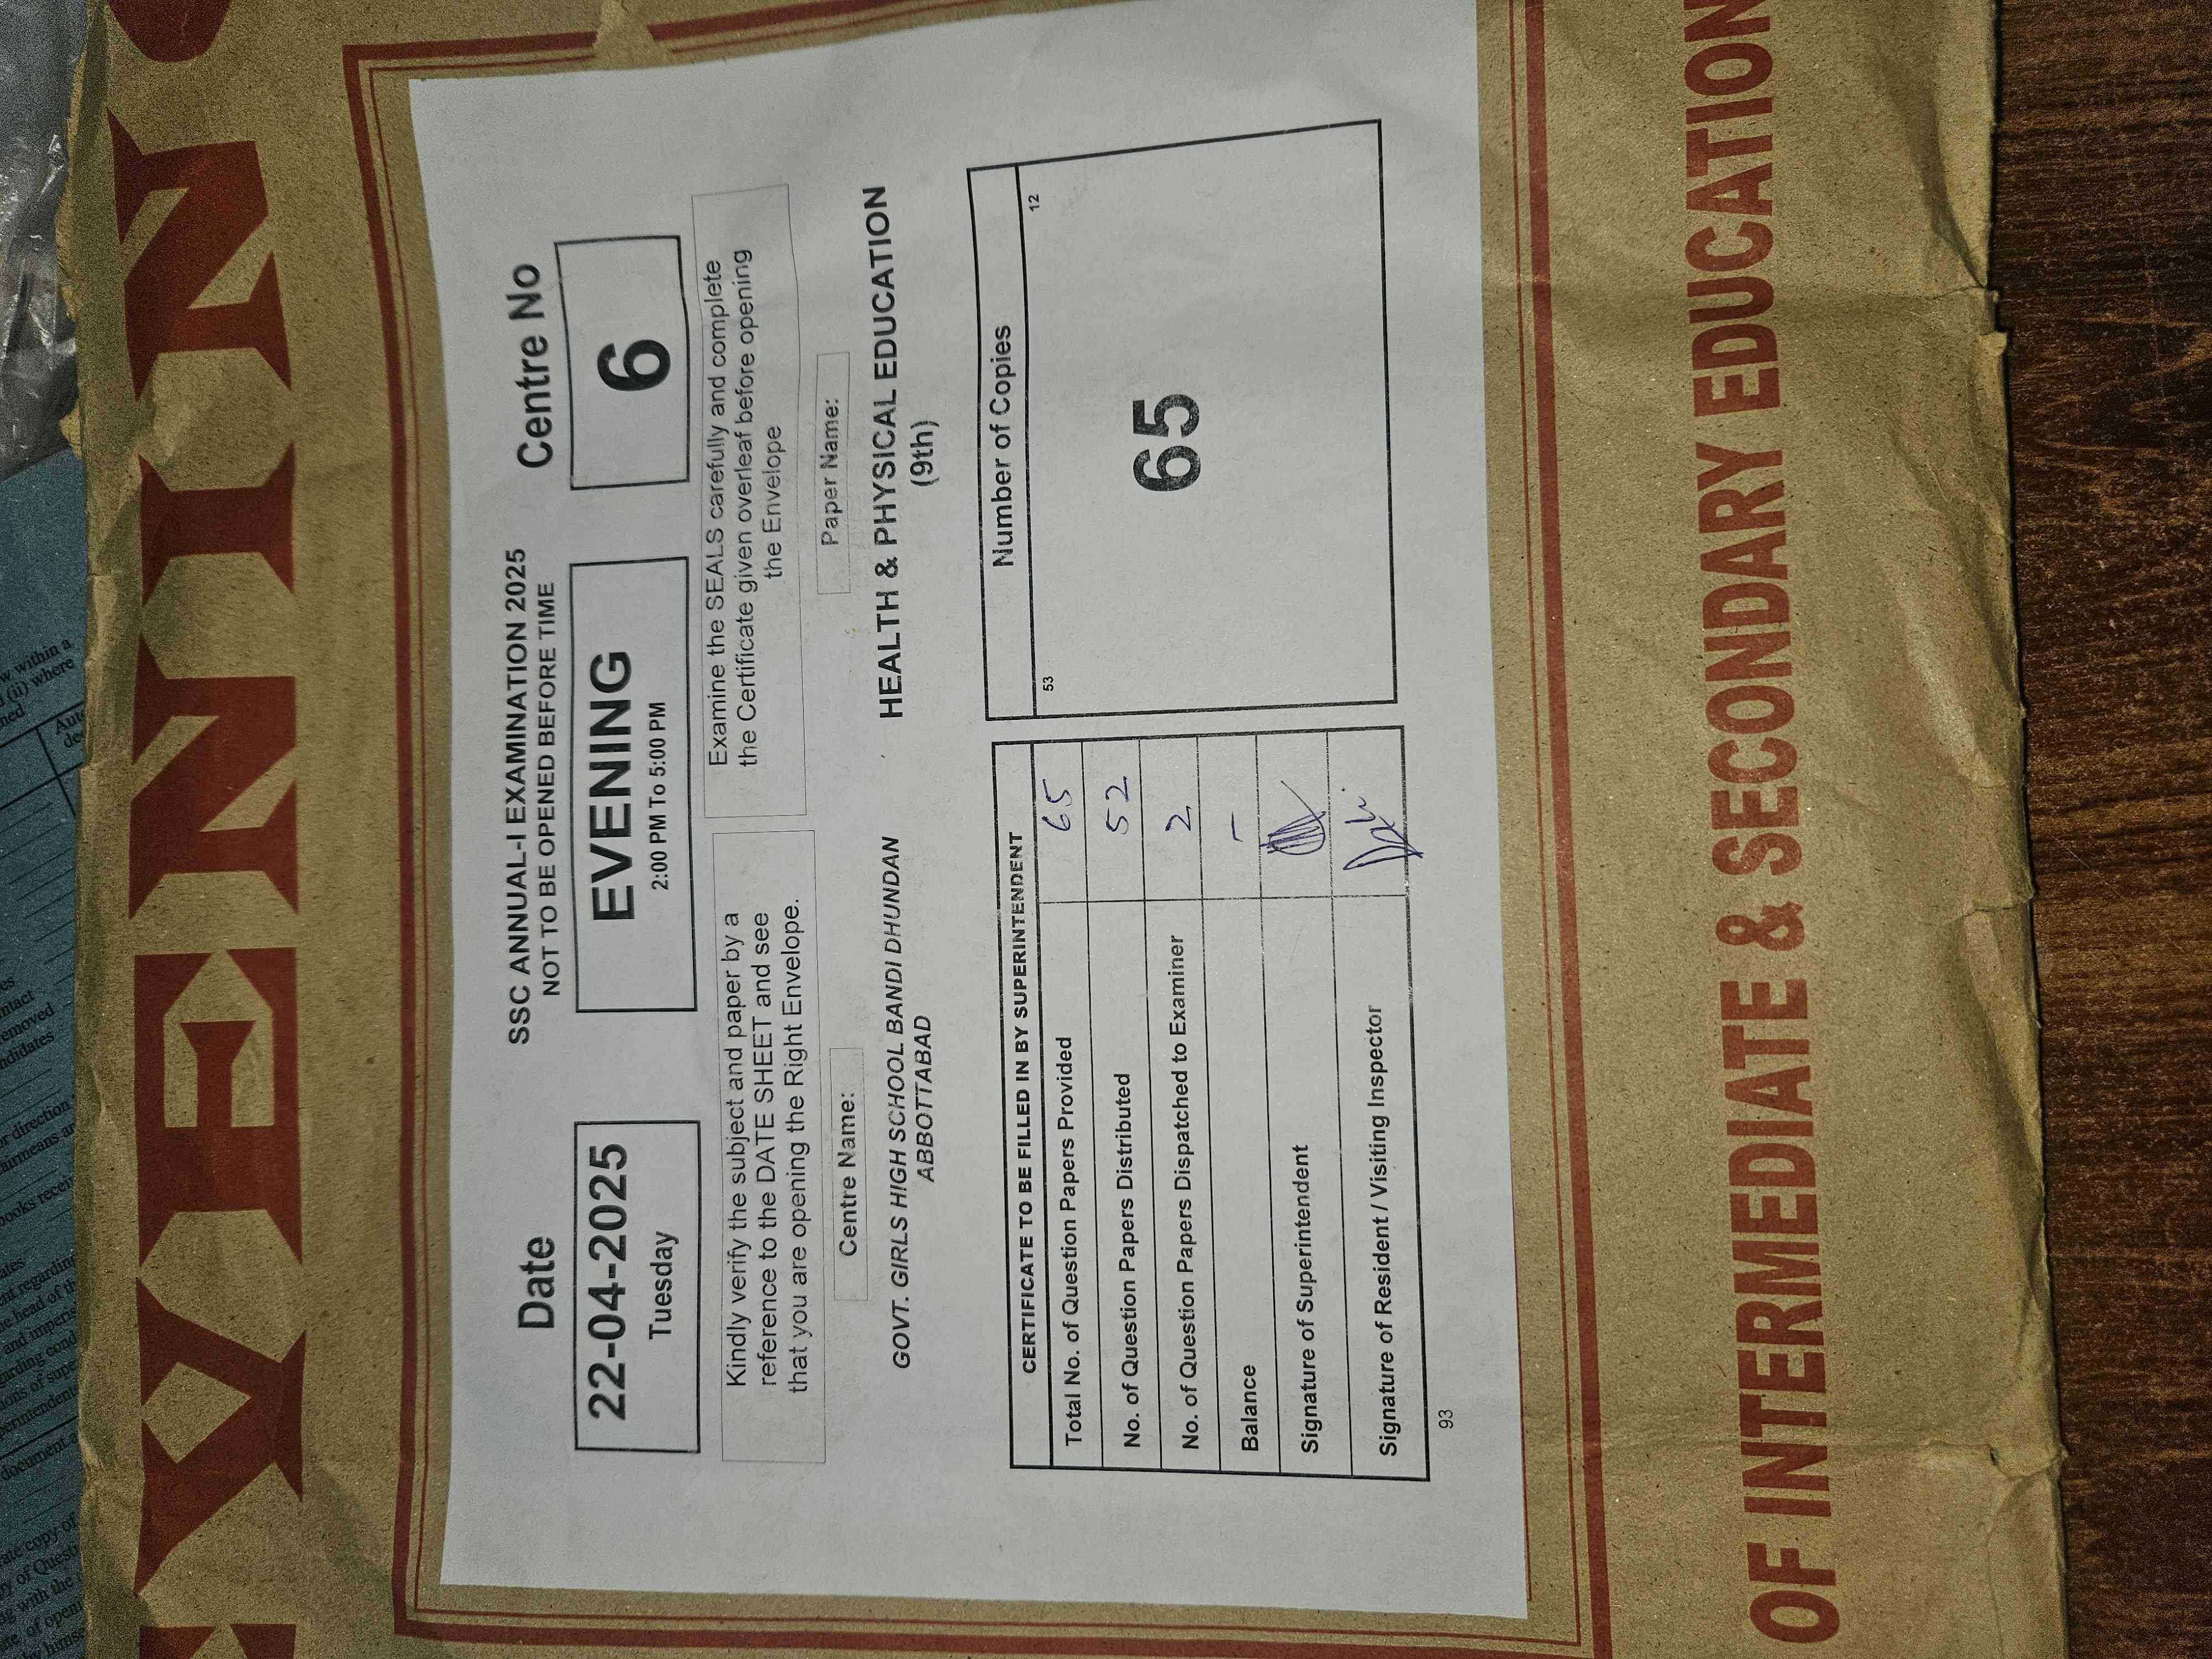 EVENIN
SSC ANNUAL-I EXAMINATION 2025
NOT TO BE OPENED BEFORE TIME
Date
Centre No
22-04-2025
Tuesday
EVENING
2:00 PM To 5:00 PM
6
Kindly verify the subject and paper by a
reference to the DATE SHEET and see
that you are opening the Right Envelope.
Examine the SEALS carefully and complete
the Certificate given overleaf before opening
the Envelope
Centre Name:
GOVT. GIRLS HIGH SCHOOL BANDI DHUNDAN
ABBOTTABAD
Paper Name:
HEALTH & PHYSICAL EDUCATION
(9th)
CERTIFICATE TO BE FILLED IN BY SUPERINTENDENT
Total No. of Question Papers Provided 65
No. of Question Papers Distributed 52
No. of Question Papers Dispatched to Examiner 2
Balance –
Signature of Superintendent
Signature of Resident / Visiting Inspector
93
Number of Copies
53 12
65
OF INTERMEDIATE & SECONDARY EDUCATION
w within a
(ii) where